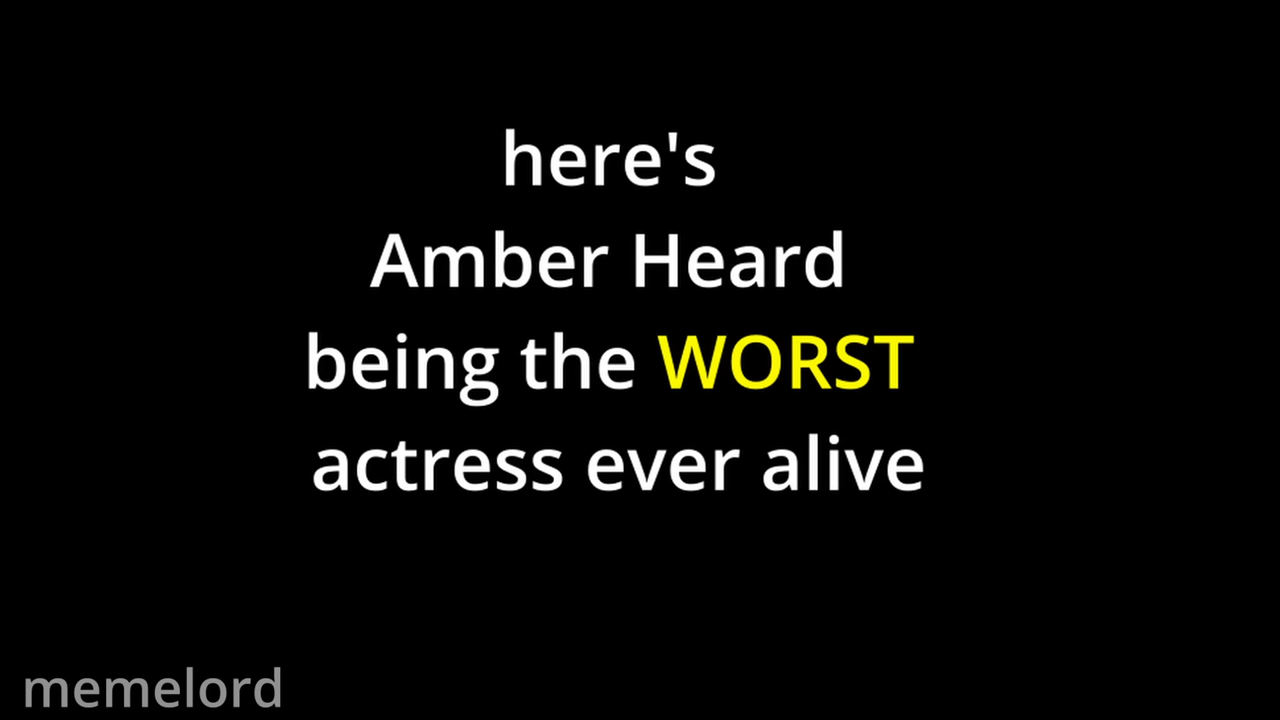 here's
Amber Heard
being the WORST
actress ever alive
memelord